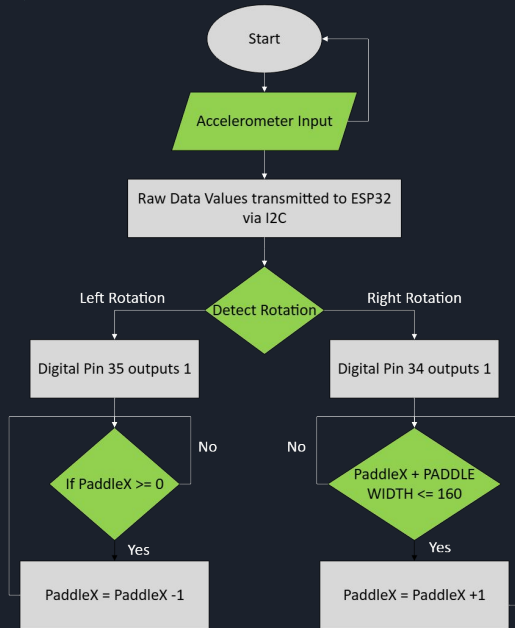 Start
Accelerometer Input
Raw Data Values transmitted to ESP32
via I2C
Detect Rotation
Left Rotation
Right Rotation
Digital Pin 35 outputs 1
Digital Pin 34 outputs 1
If PaddleX >= 0
No
No
PaddleX + PADDLE
WIDTH <= 160
Yes
Yes
PaddleX = PaddleX -1
PaddleX = PaddleX +1